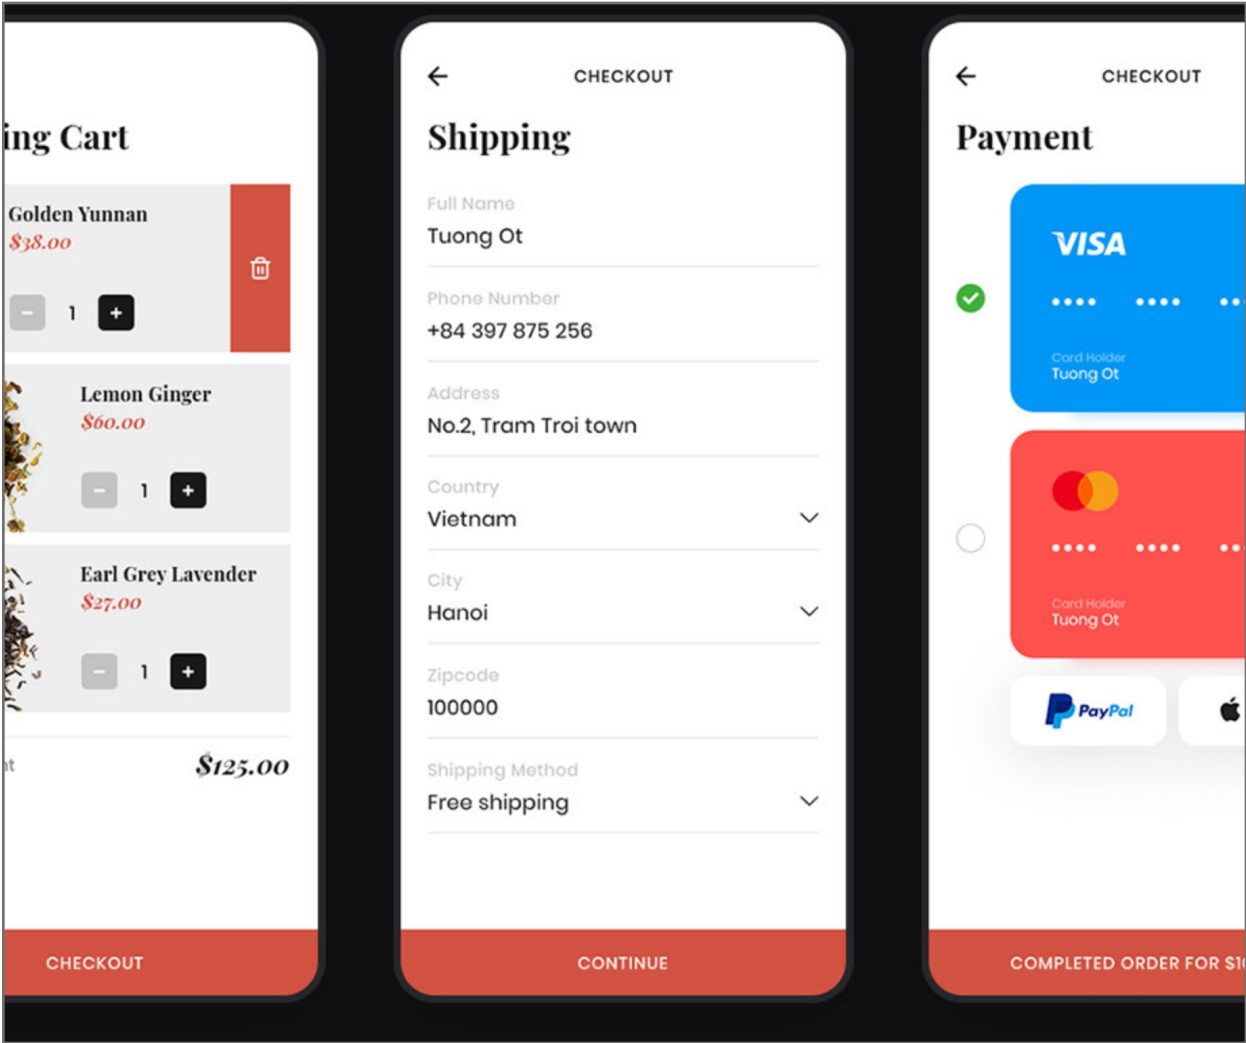 ing Cart
Golden Yunnan
$38.00
1
Lemon Ginger
$60.00
1
Earl Grey Lavender
$27.00
1
nt $125.00
CHECKOUT
CHECKOUT
Shipping
Full Name
Tuong Ot
Phone Number
+84 397 875 256
Address
No.2, Tram Troi town
Country
Vietnam
City
Hanoi
Zipcode
100000
Shipping Method
Free shipping
CONTINUE
CHECKOUT
Payment
VISA
Card Holder
Tuong Ot
Card Holder
Tuong Ot
PayPal
COMPLETED ORDER FOR $1